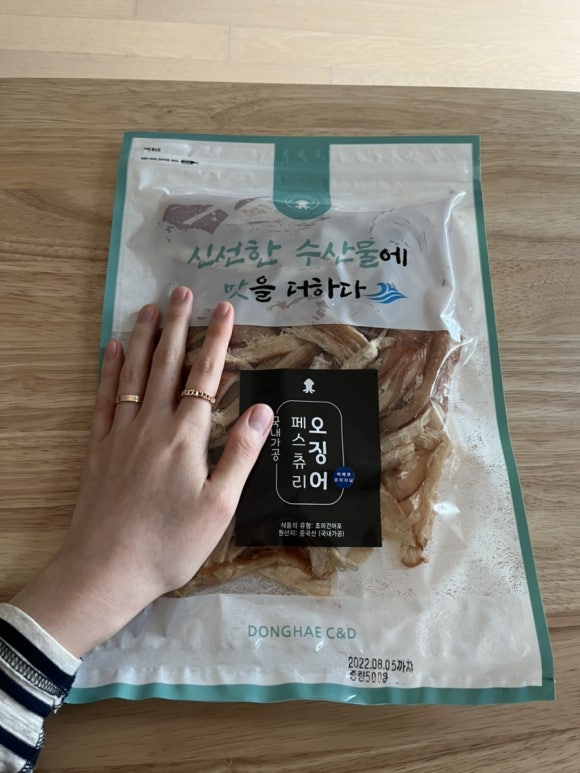 신선한 수산물에
맛을 더하다
국내가공
페스츄리
오징어
식품의 유형: 조미건어포
원산지: 중국산 (국내가공)
DONGHAE C&D
2022.08.05까지
중량500g